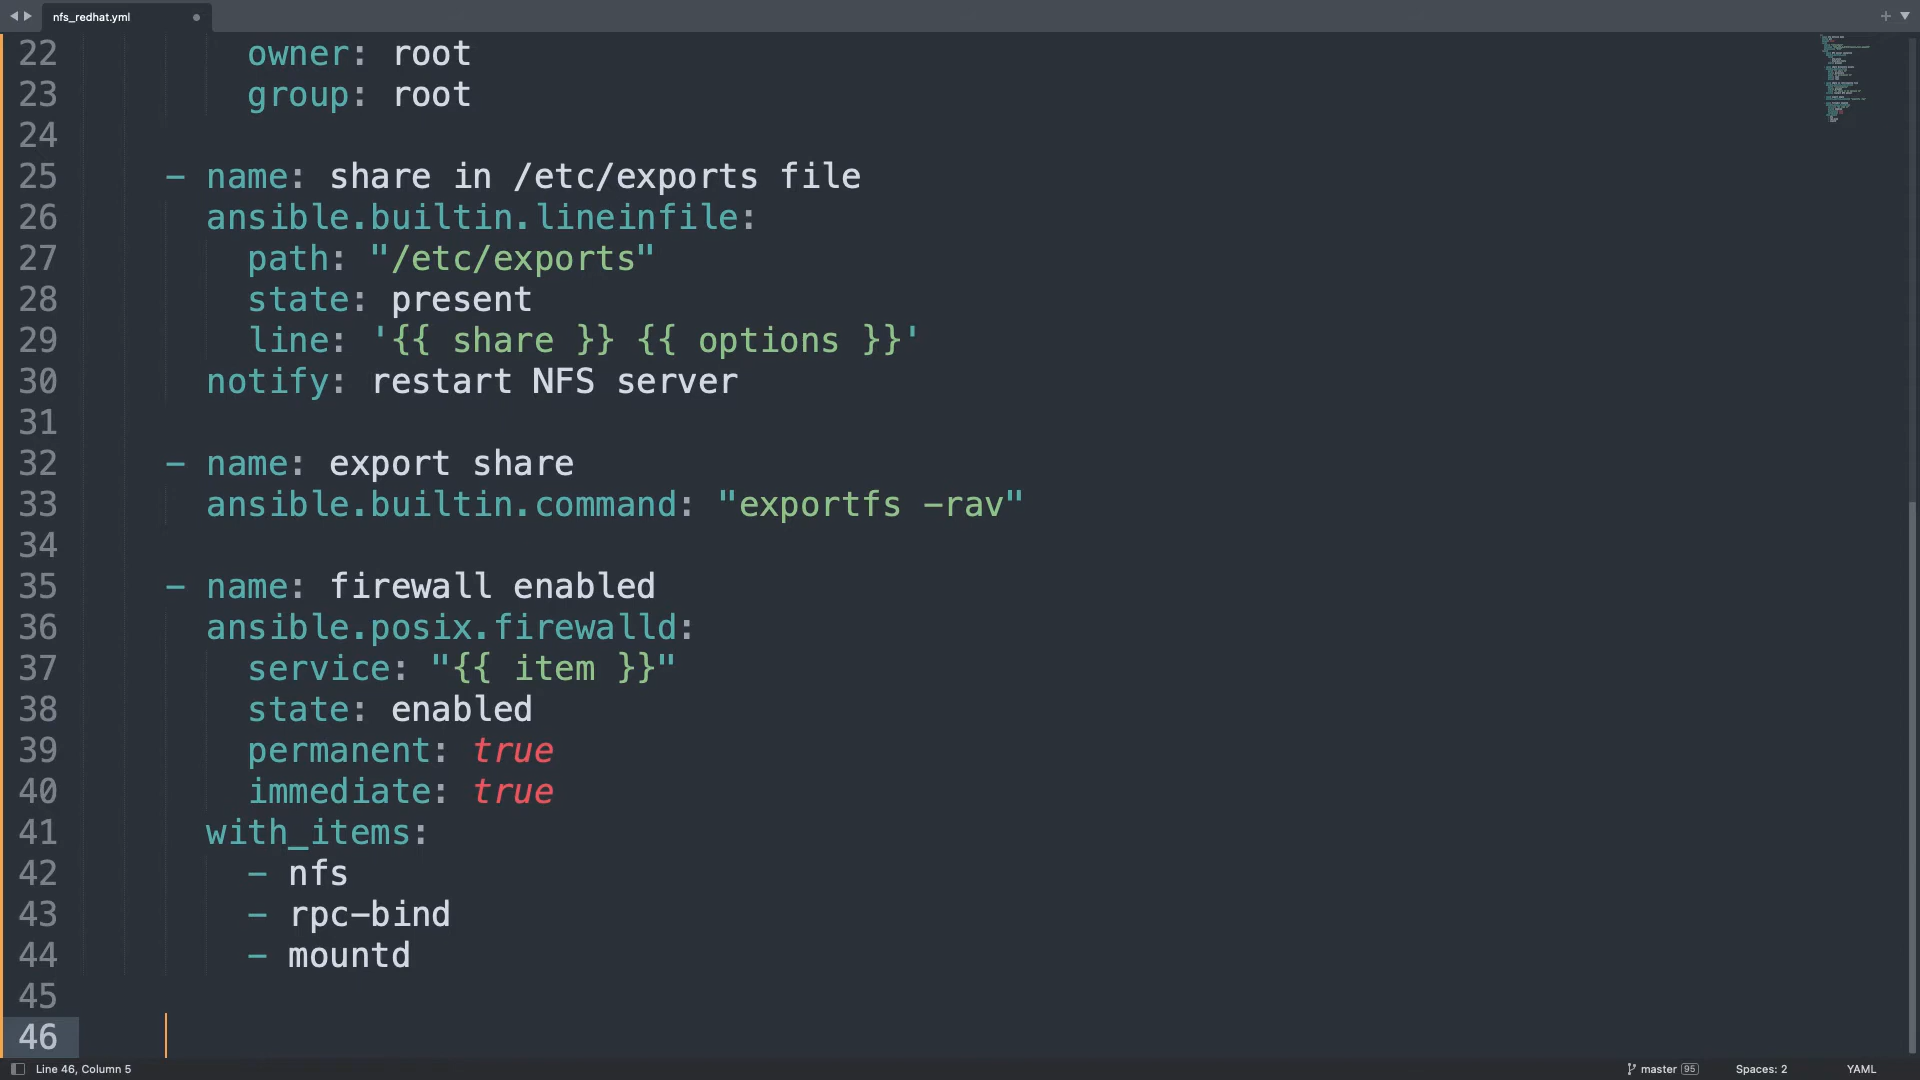 nfs_redhat.yml
22 owner: root
23 group: root
24
25 - name: share in /etc/exports file
26 ansible.builtin.lineinfile:
27 path: "/etc/exports"
28 state: present
29 line: '{{ share }} {{ options }}'
30 notify: restart NFS server
31
32 - name: export share
33 ansible.builtin.command: "exportfs -rav"
34
35 - name: firewall enabled
36 ansible.posix.firewalld:
37 service: "{{ item }}"
38 state: enabled
39 permanent: true
40 immediate: true
41 with_items:
42 - nfs
43 - rpc-bind
44 - mountd
45
46
Line 46, Column 5 master 95 Spaces: 2 YAML